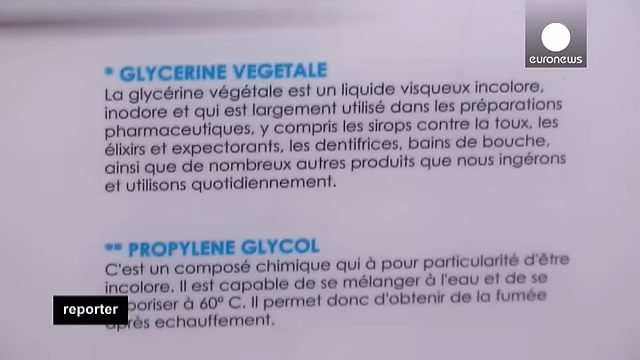 euronews
* GLYCERINE VEGETALE
La glycérine végétale est un liquide visqueux incolore,
inodore et qui est largement utilisé dans les préparations
pharmaceutiques, y compris les sirops contre la toux, les
élixirs et expectorants, les dentifrices, bains de bouche,
ainsi que de nombreux autres produits que nous ingérons
et utilisons quotidiennement.
** PROPYLENE GLYCOL
C'est un composé chimique qui à pour particularité d'être
incolore. Il est capable de se mélanger à l'eau et de se
poriser à 60° C. Il permet donc d'obtenir de la fumée
après echauffement.
reporter